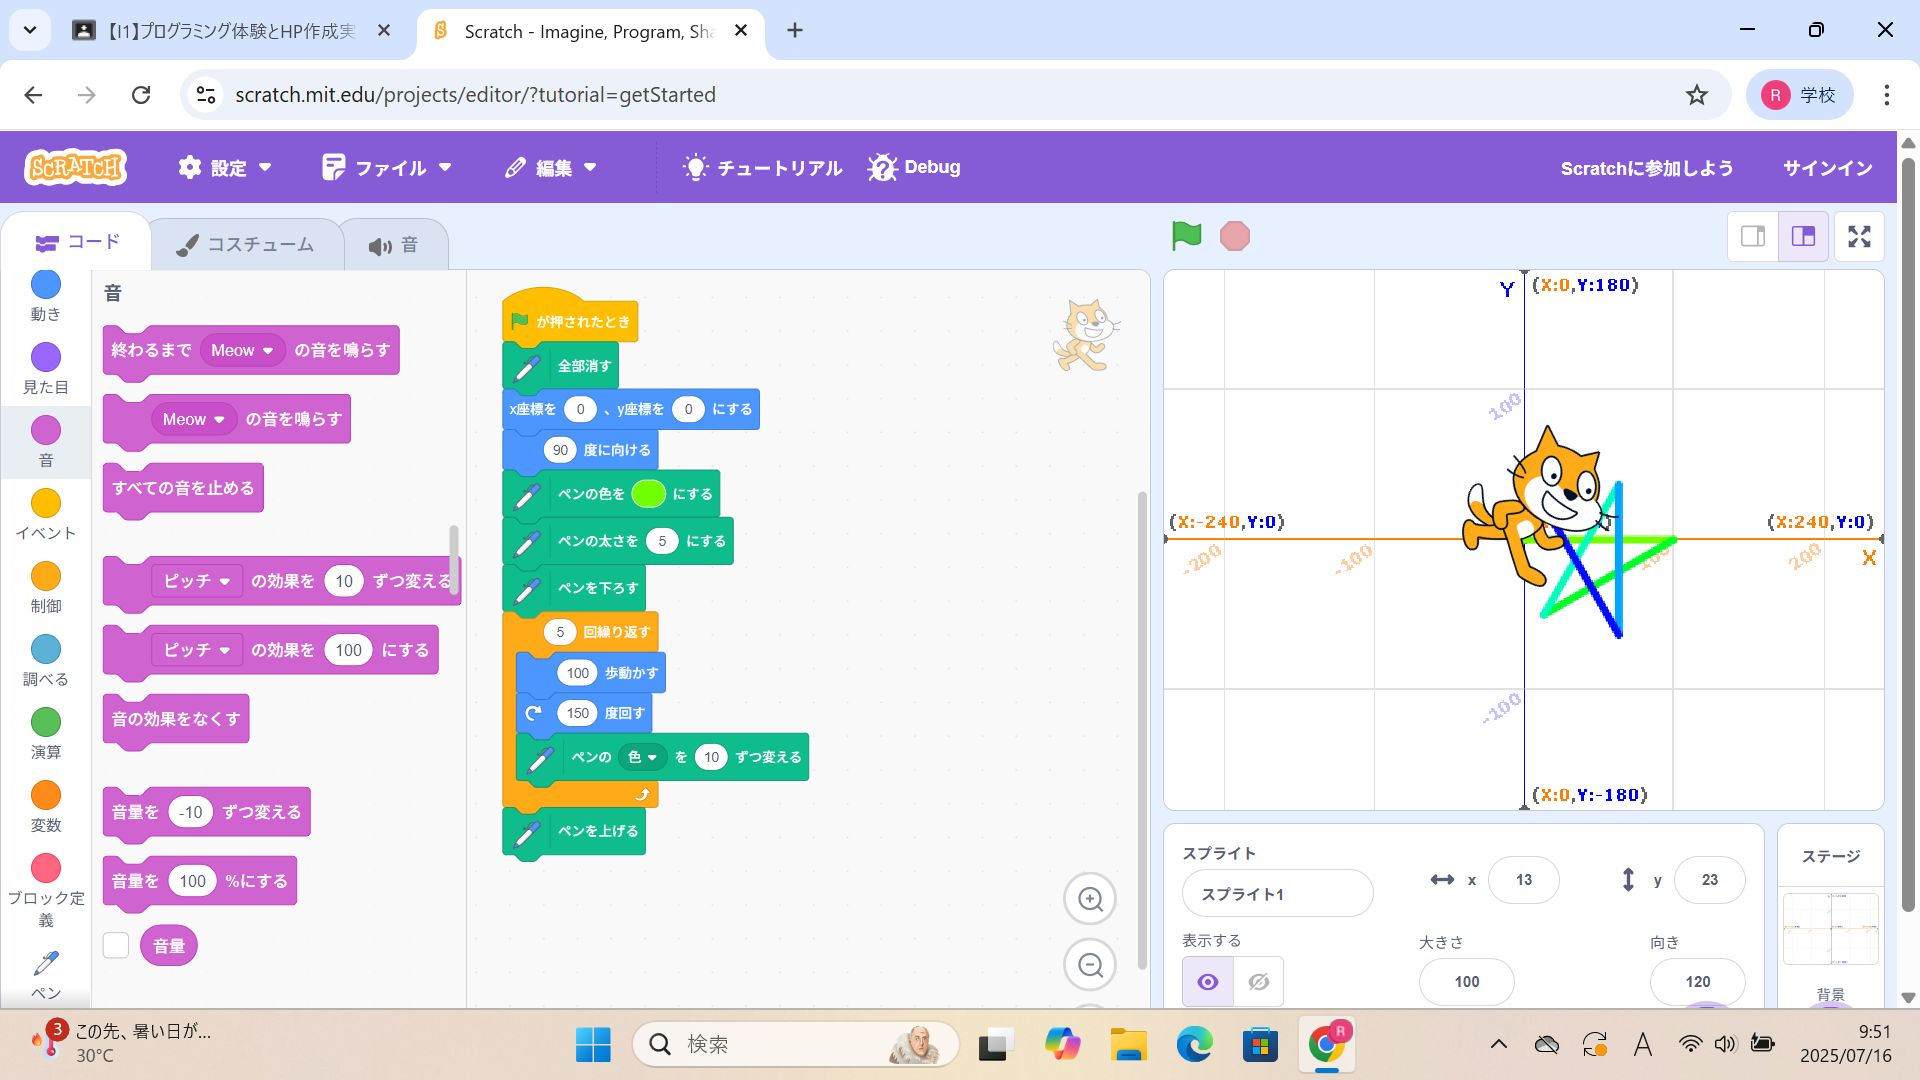 【I1】プログラミング体験とHP作成実
Scratch - Imagine, Program, Sha
scratch.mit.edu/projects/editor/?tutorial=getStarted
R 学校
SCRATCH
設定
ファイル
編集
チュートリアル
Debug
Scratchに参加しよう
サインイン
コード
コスチューム
音
動き
見た目
音
イベント
制御
調べる
演算
変数
ブロック定
義
ペン
音
終わるまで Meow の音を鳴らす
Meow の音を鳴らす
すべての音を止める
ピッチ の効果を 10 ずつ変える
ピッチ の効果を 100 にする
音の効果をなくす
音量を -10 ずつ変える
音量を 100 %にする
音量
が押されたとき
全部消す
x座標を 0 、y座標を 0 にする
90 度に向ける
ペンの色を にする
ペンの太さを 5 にする
ペンを下ろす
5 回繰り返す
100 歩動かす
150 度回す
ペンの 色 を 10 ずつ変える
ペンを上げる
Y (X:0,Y:180)
100
(X:-240,Y:0)
(X:240,Y:0)
-200
-100
100
200
X
-100
(X:0,Y:-180)
スプライト
スプライト1
x 13
y 23
表示する
大きさ
100
向き
120
ステージ
背景
3
この先、暑い日が...
30°C
検索
R
A
9:51
2025/07/16